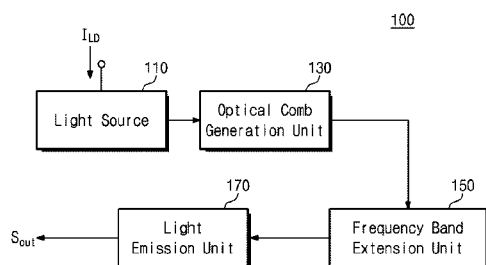 100
I_LD
110
Light Source
130
Optical Comb
Generation Unit
170
Light
Emission Unit
150
Frequency Band
Extension Unit
S_out